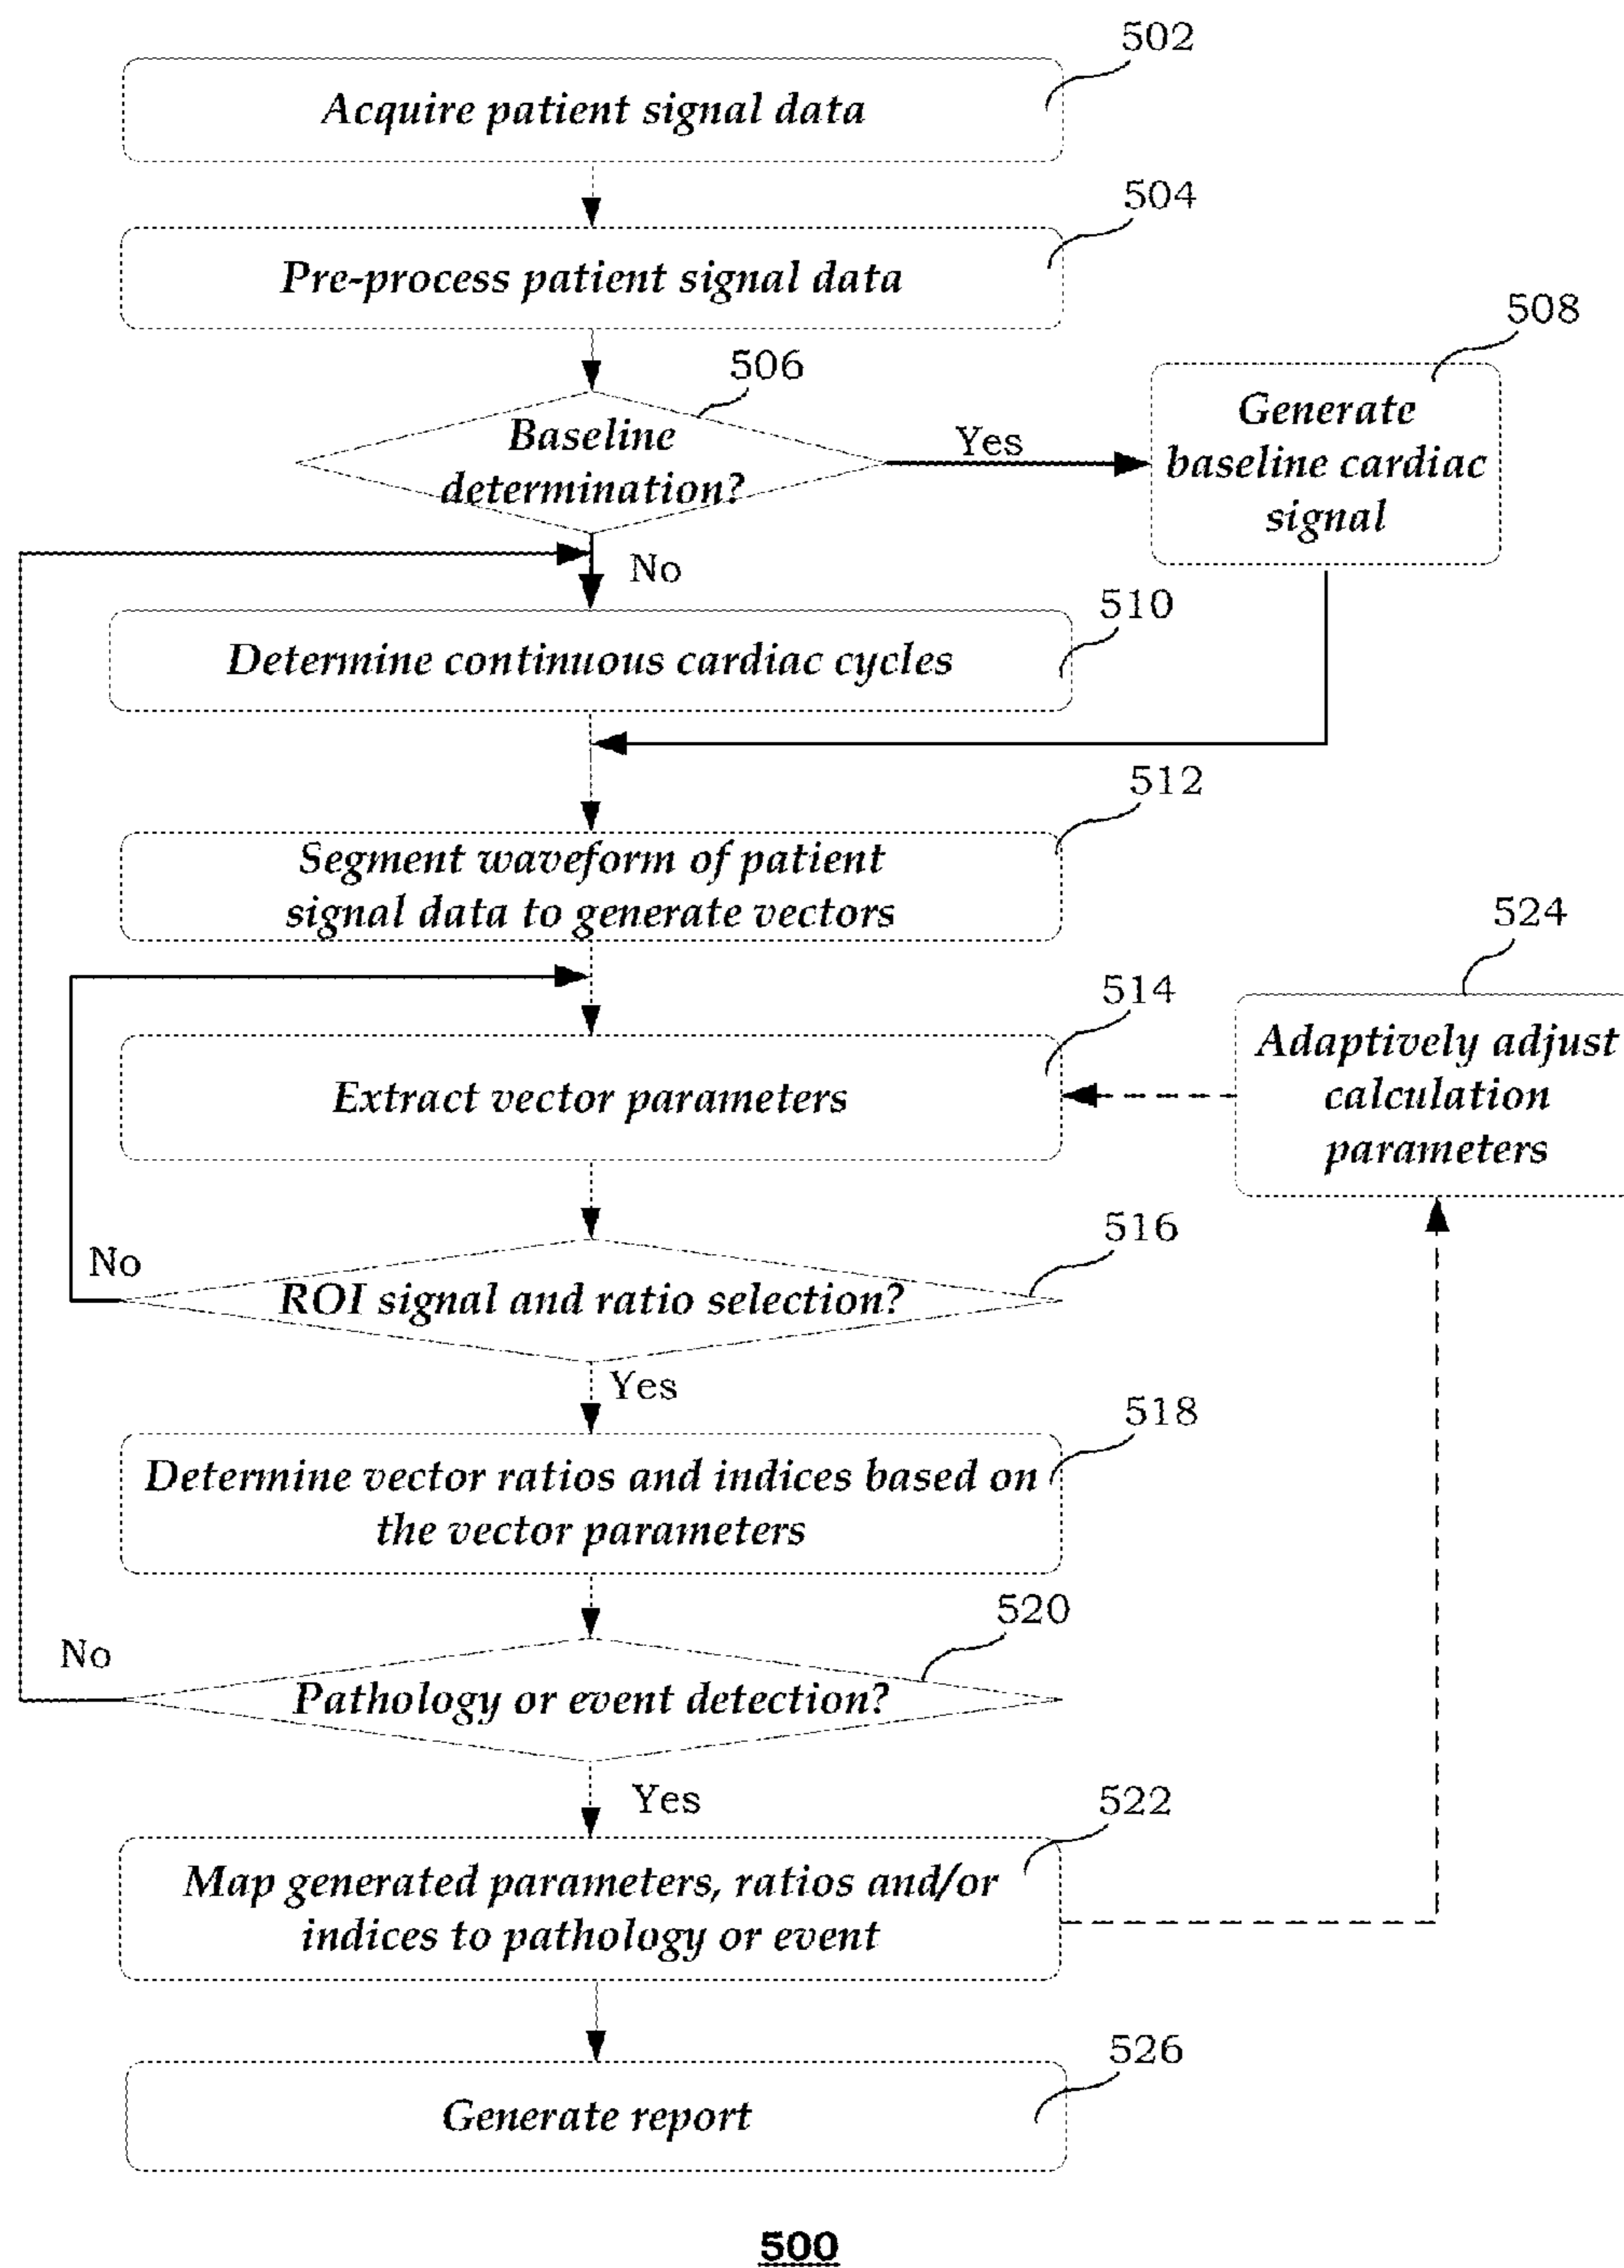 502
Acquire patient signal data
504
Pre-process patient signal data
506
508
Baseline
determination?
Yes
Generate
baseline cardiac
signal
No
510
Determine continuous cardiac cycles
512
Segment waveform of patient
signal data to generate vectors
524
514
Adaptively adjust
calculation
parameters
Extract vector parameters
516
No
ROI signal and ratio selection?
Yes
518
Determine vector ratios and indices based on
the vector parameters
520
No
Pathology or event detection?
Yes
522
Map generated parameters, ratios and/or
indices to pathology or event
526
Generate report
500